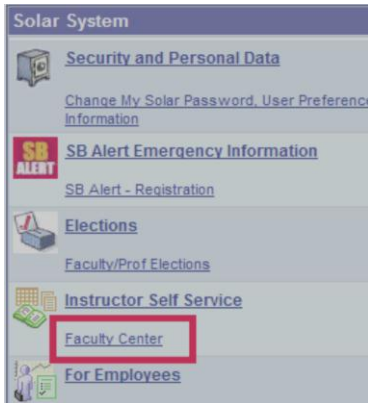 Solar System
Security and Personal Data
Change My Solar Password, User Preference
Information
SB
ALERT
SB Alert Emergency Information
SB Alert - Registration
Elections
Faculty/Prof Elections
Instructor Self Service
Faculty Center
For Employees